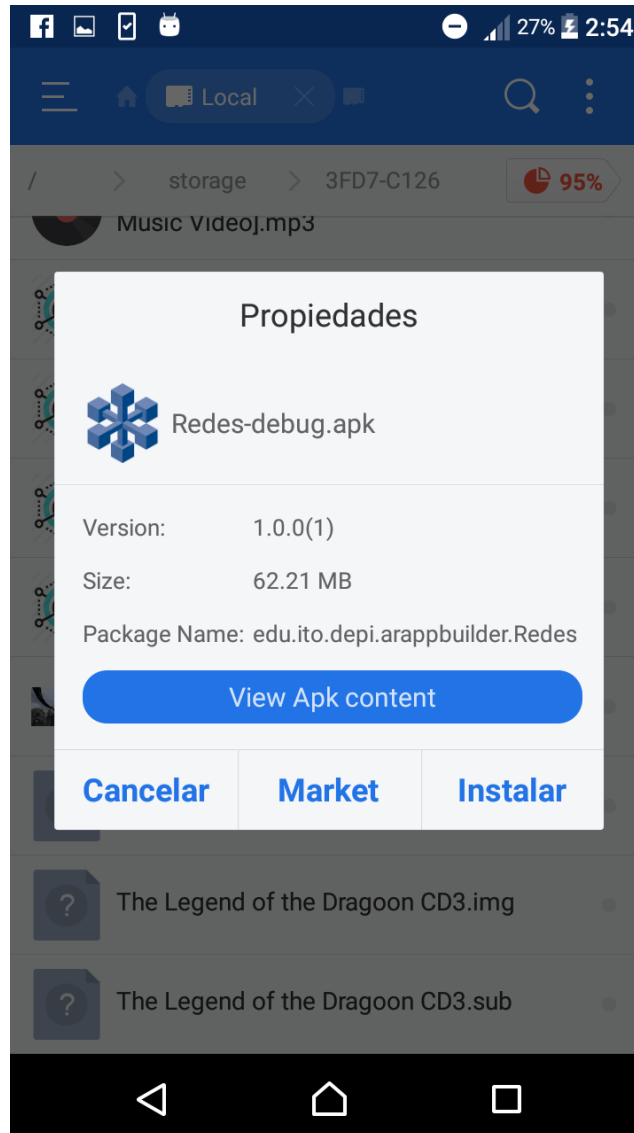 27% 2:54
Local
/ > storage > 3FD7-C126 95%
Music Video].mp3
Propiedades
Redes-debug.apk
Version: 1.0.0(1)
Size: 62.21 MB
Package Name: edu.ito.depi.arappbuilder.Redes
View Apk content
Cancelar Market Instalar
The Legend of the Dragoon CD3.img
The Legend of the Dragoon CD3.sub